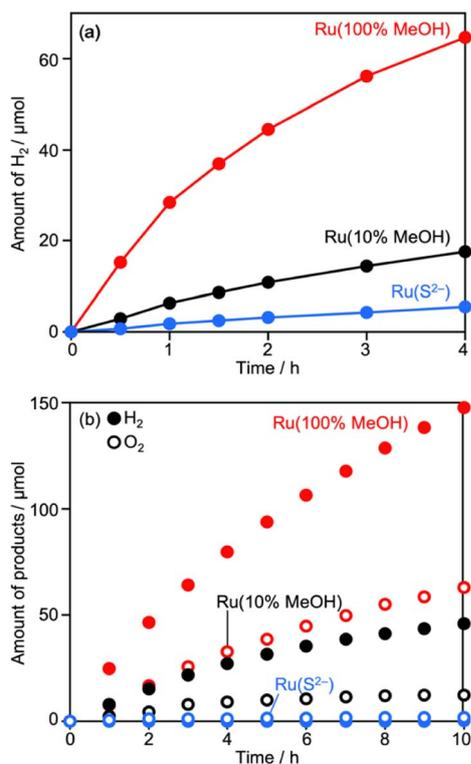 (a)
Ru(100% MeOH)
Ru(10% MeOH)
Ru(S²⁻)
Amount of H₂ / μmol
60
40
20
0
0 1 2 3 4
Time / h
(b) ● H₂
○ O₂
Ru(100% MeOH)
Ru(10% MeOH)
Ru(S²⁻)
Amount of products / μmol
150
100
50
0
0 2 4 6 8 10
Time / h